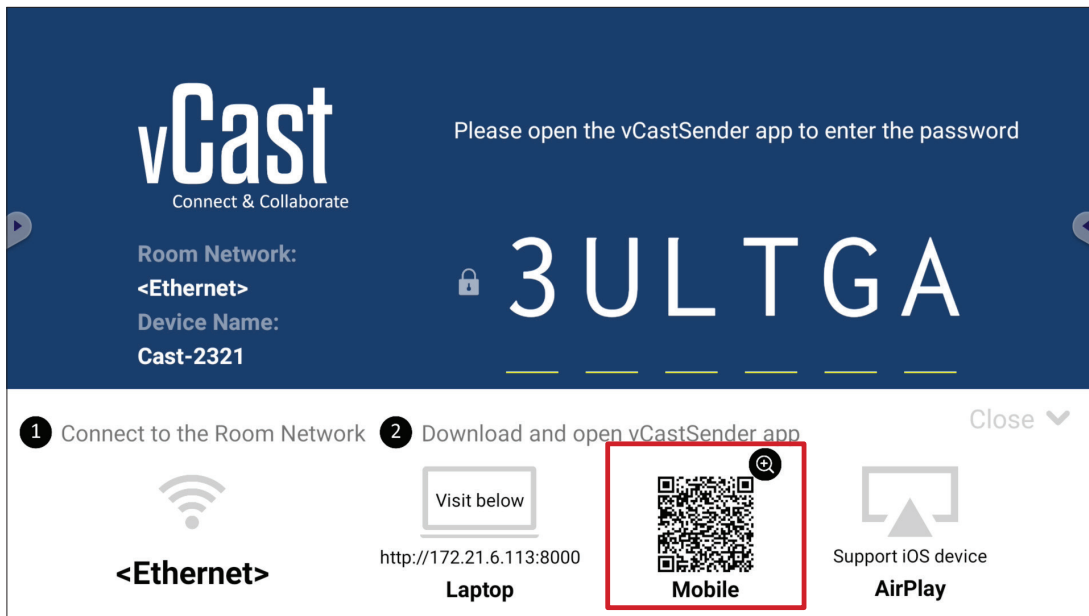 vCast
Connect & Collaborate
Please open the vCastSender app to enter the password
Room Network:
<Ethernet>
Device Name:
Cast-2321
3ULTGA
1 Connect to the Room Network
2 Download and open vCastSender app
Close
<Ethernet>
Visit below
http://172.21.6.113:8000
Laptop
Mobile
Support iOS device
AirPlay